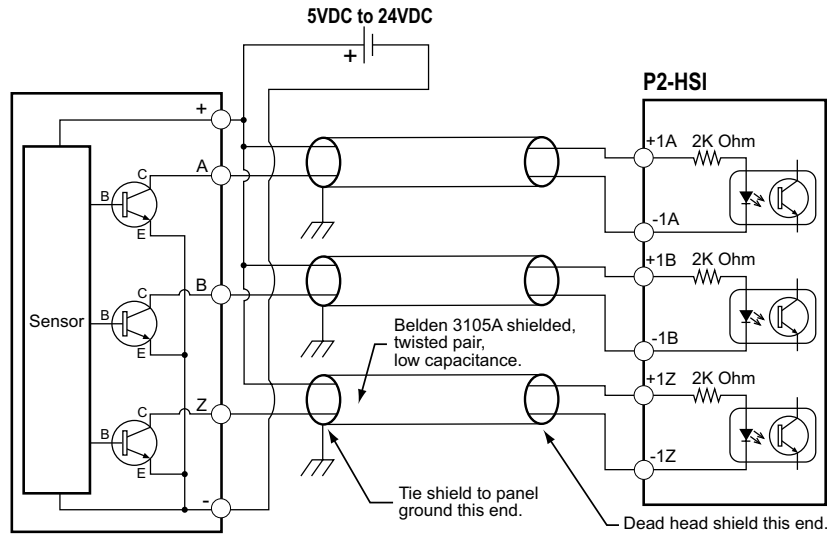 5VDC to 24VDC
+
P2-HSI
+
+1A 2K Ohm
C
A
B
E
-1A
+1B 2K Ohm
C
B
Sensor
B
E
Belden 3105A shielded,
twisted pair,
low capacitance.
-1B
+1Z 2K Ohm
C
Z
B
E
-1Z
-
Tie shield to panel
ground this end.
Dead head shield this end.